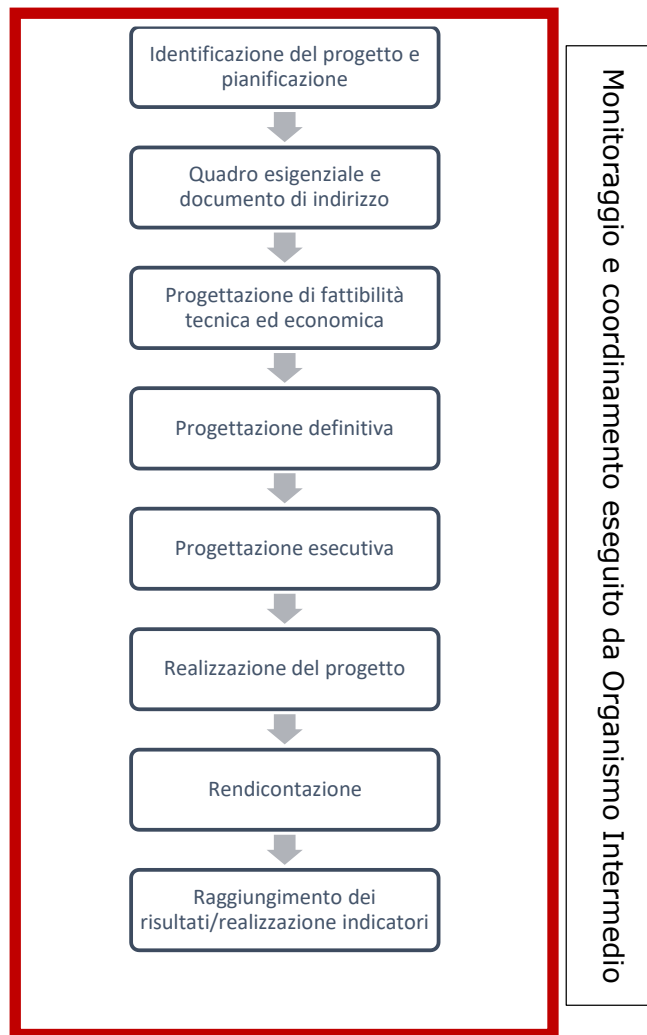 Identificazione del progetto e
pianificazione
Quadro esigenziale e
documento di indirizzo
Progettazione di fattibilità
tecnica ed economica
Progettazione definitiva
Progettazione esecutiva
Realizzazione del progetto
Rendicontazione
Raggiungimento dei
risultati/realizzazione indicatori
Monitoraggio e coordinamento eseguito da Organismo Intermedio